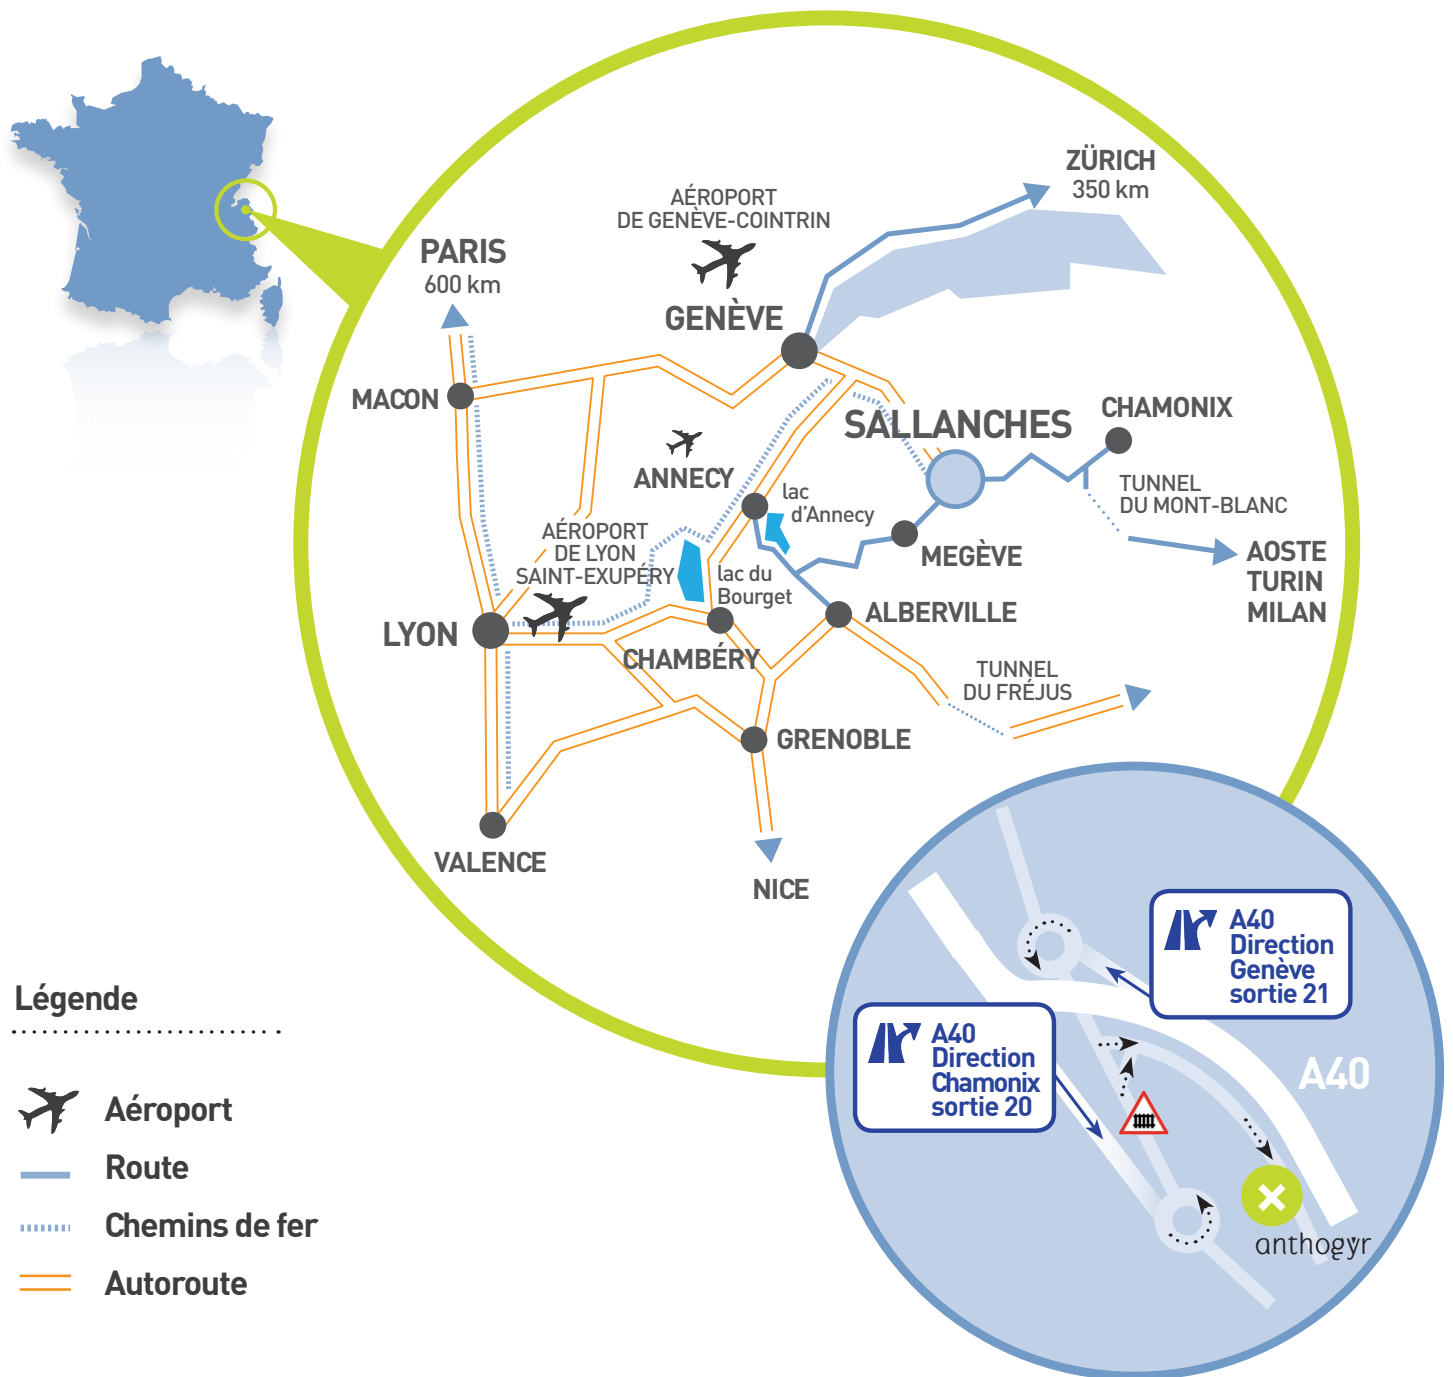 ZÜRICH
350 km
AÉROPORT
DE GENÈVE-COINTRIN
PARIS
600 km
GENÈVE
MACON
CHAMONIX
SALLANCHES
ANNECY
lac
d'Annecy
TUNNEL
DU MONT-BLANC
AÉROPORT
DE LYON
SAINT-EXUPÉRY
lac du
Bourget
MEGÈVE
AOSTE
TURIN
MILAN
LYON
ALBERVILLE
CHAMBÉRY
TUNNEL
DU FRÉJUS
GRENOBLE
VALENCE
NICE
A40
Direction
Genève
sortie 21
A40
Direction
Chamonix
sortie 20
A40
anthogyr
Légende
Aéroport
Route
Chemins de fer
Autoroute